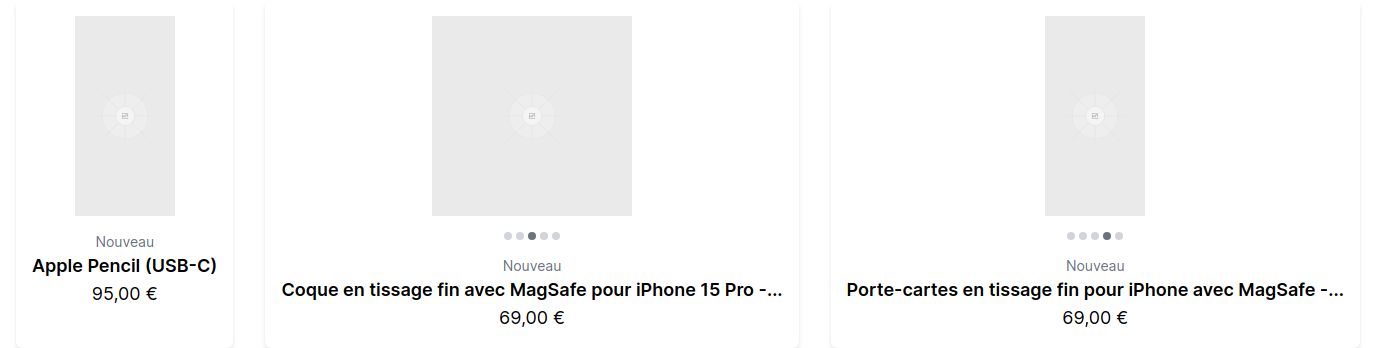 Nouveau
Apple Pencil (USB-C)
95,00 €
Nouveau
Coque en tissage fin avec MagSafe pour iPhone 15 Pro -...
69,00 €
Nouveau
Porte-cartes en tissage fin pour iPhone avec MagSafe -...
69,00 €